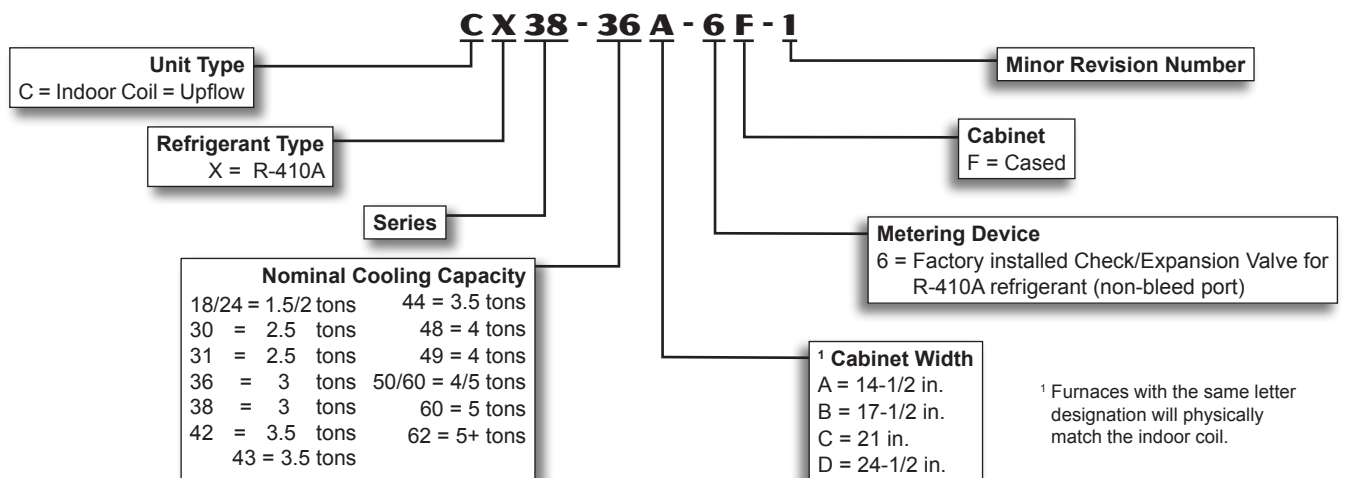 C X 38 - 36 A - 6 F - 1
Unit Type
C = Indoor Coil = Upflow
Minor Revision Number
Refrigerant Type
X = R-410A
Cabinet
F = Cased
Series
Metering Device
6 = Factory installed Check/Expansion Valve for
R-410A refrigerant (non-bleed port)
Nominal Cooling Capacity
18/24 = 1.5/2 tons
30 = 2.5 tons
31 = 2.5 tons
36 = 3 tons
38 = 3 tons
42 = 3.5 tons
43 = 3.5 tons
44 = 3.5 tons
48 = 4 tons
49 = 4 tons
50/60 = 4/5 tons
60 = 5 tons
62 = 5+ tons
¹ Cabinet Width
A = 14-1/2 in.
B = 17-1/2 in.
C = 21 in.
D = 24-1/2 in.
¹ Furnaces with the same letter
designation will physically
match the indoor coil.